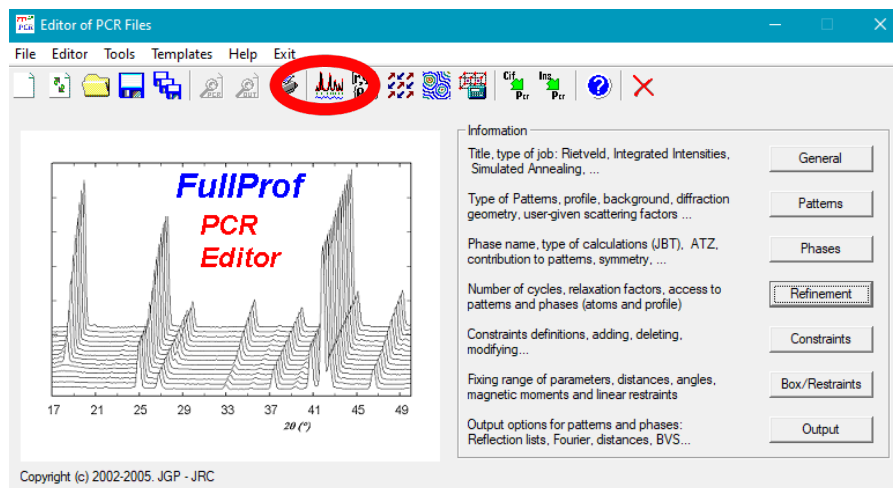 Editor of PCR Files
File Editor Tools Templates Help Exit
Cif
Pcr
Ins
Pcr
FullProf
PCR
Editor
17 21 25 29 33 37 41 45 49
2θ (°)
Information
Title, type of job: Rietveld, Integrated Intensities,
Simulated Annealing, ...
General
Type of Patterns, profile, background, diffraction
geometry, user-given scattering factors ...
Patterns
Phase name, type of calculations (JBT), ATZ,
contribution to patterns, symmetry, ...
Phases
Number of cycles, relaxation factors, access to
patterns and phases (atoms and profile)
Refinement
Constraints definitions, adding, deleting,
modifying...
Constraints
Fixing range of parameters, distances, angles,
magnetic moments and linear restraints
Box/Restraints
Output options for patterns and phases:
Reflection lists, Fourier, distances, BVS...
Output
Copyright (c) 2002-2005. JGP - JRC